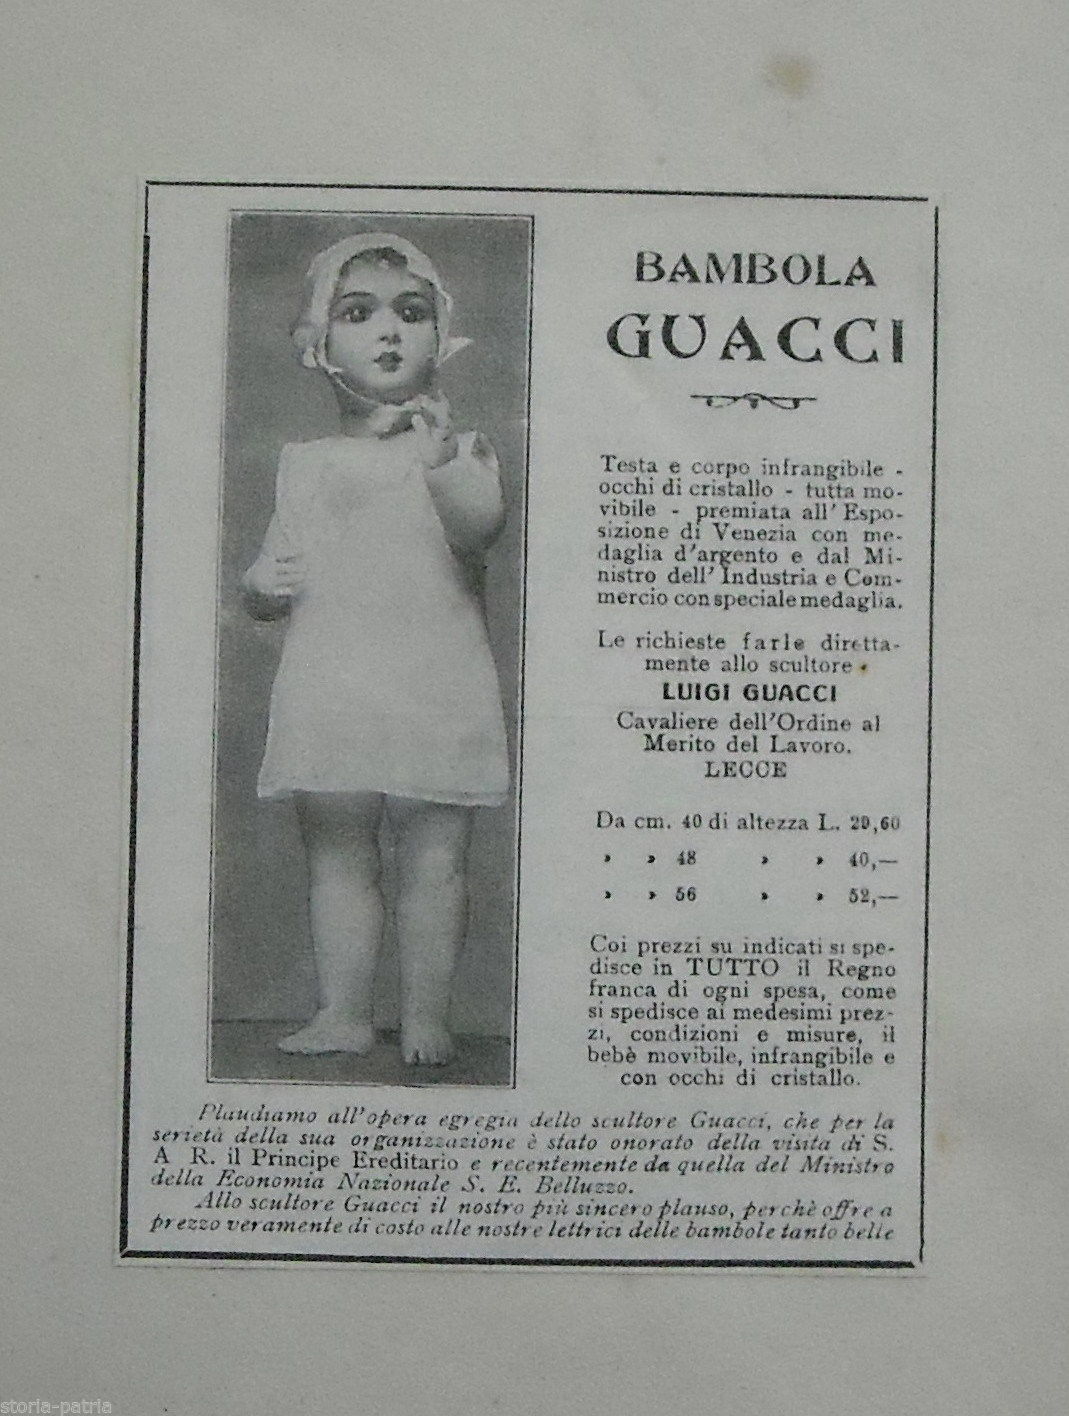 BAMBOLA
GUACCI
Testa e corpo infrangibile -
occhi di cristallo - tutta mo-
vibile - premiata all' Espo-
sizione di Venezia con me-
daglia d'argento e dal Mi-
nistro dell' Industria e Com-
mercio con speciale medaglia.
Le richieste farle diretta-
mente allo scultore
LUIGI GUACCI
Cavaliere dell'Ordine al
Merito del Lavoro.
LECCE
Da cm. 40 di altezza L. 29,60
» » 48 » » 40,—
» » 56 » » 52,—
Coi prezzi su indicati si spe-
disce in TUTTO il Regno
franca di ogni spesa, come
si spedisce ai medesimi prez-
zi, condizioni e misure, il
bebè movibile, infrangibile e
con occhi di cristallo.
Plaudiamo all'opera egregia dello scultore Guacci, che per la
serietà della sua organizzazione è stato onorato della visita di S.
A R. il Principe Ereditario e recentemente da quella del Ministro
della Economia Nazionale S. E. Belluzzo.
Allo scultore Guacci il nostro più sincero plauso, perchè offre a
prezzo veramente di costo alle nostre lettrici delle bambole tanto belle
storia-patria